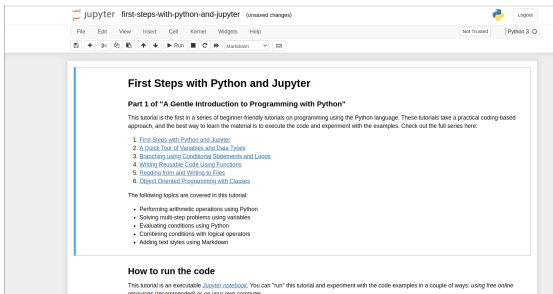 jupyter first-steps-with-python-and-jupyter (unsaved changes)
Logout
File Edit View Insert Cell Kernel Widgets Help
Not Trusted
Python 3
Run
Markdown
First Steps with Python and Jupyter
Part 1 of "A Gentle Introduction to Programming with Python"
This tutorial is the first in a series of beginner-friendly tutorials on programming using the Python language. These tutorials take a practical coding-based
approach, and the best way to learn the material is to execute the code and experiment with the examples. Check out the full series here:
1. First Steps with Python and Jupyter
2. A Quick Tour of Variables and Data Types
3. Branching using Conditional Statements and Loops
4. Writing Reusable Code Using Functions
5. Reading from and Writing to Files
6. Object Oriented Programming with Classes
The following topics are covered in this tutorial:
• Performing arithmetic operations using Python
• Solving multi-step problems using variables
• Evaluating conditions using Python
• Combining conditions with logical operators
• Adding text styles using Markdown
How to run the code
This tutorial is an executable Jupyter notebook. You can "run" this tutorial and experiment with the code examples in a couple of ways: using free online
resources (recommended) or on your own computer.